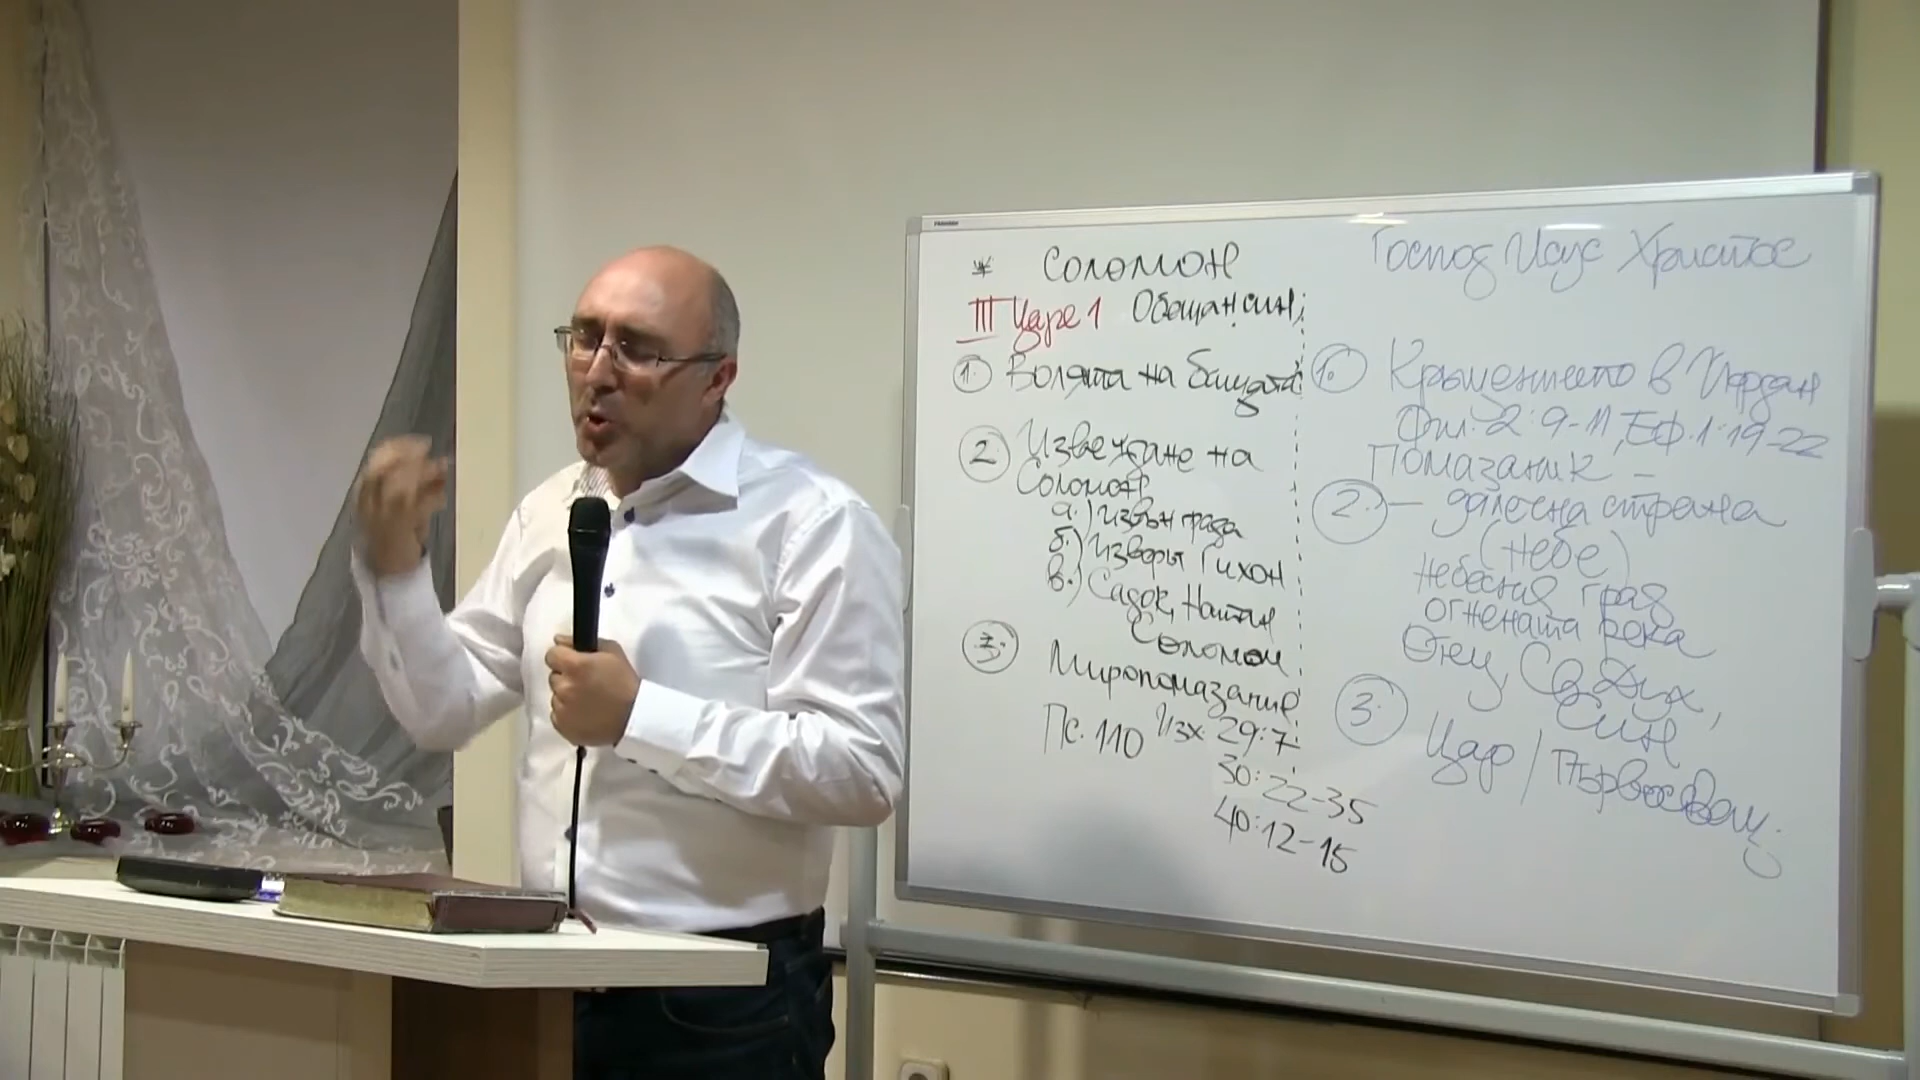 * Соломон
III Царе 1 Обещан син
1. Волята на бащата
2. Извеждане на
Соломон
а.) извън града
б.) Извори Гихон
в.) Садок, Натан
Соломон
3. Миропомазание
Пс. 110 Изх 29:7
30:22-35
40:12-15
Господ Исус Христос
1. Кръщението в Йордан
Фил. 2:9-11, Еф. 1:19-22
Помазаник -
2. - далечна страна
(небе)
небесния град
огнената река
Отец, Св Дух,
Син
3. Цар / Първосвещ.